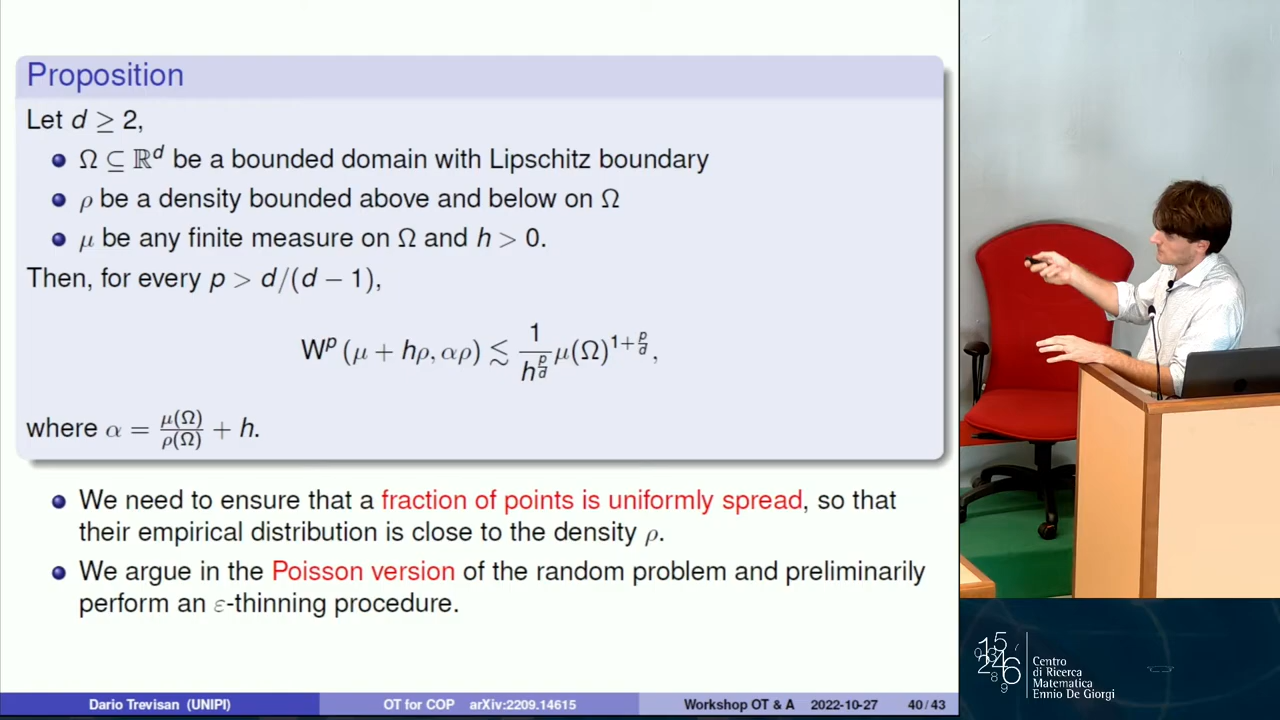 Proposition
Let d ≥ 2,
Ω ⊆ ℝᵈ be a bounded domain with Lipschitz boundary
ρ be a density bounded above and below on Ω
μ be any finite measure on Ω and h > 0.
Then, for every p > d/(d − 1),
Wᵖ (μ + hρ, αρ) ≲ 1/h^{p/d} μ(Ω)^{1+p/d},
where α = μ(Ω)/ρ(Ω) + h.
We need to ensure that a fraction of points is uniformly spread, so that
their empirical distribution is close to the density ρ.
We argue in the Poisson version of the random problem and preliminarily
perform an ε-thinning procedure.
Dario Trevisan (UNIPI)
OT for COP arXiv:2209.14615
Workshop OT & A 2022-10-27 40 / 43
Centro
di Ricerca
Matematica
Ennio De Giorgi